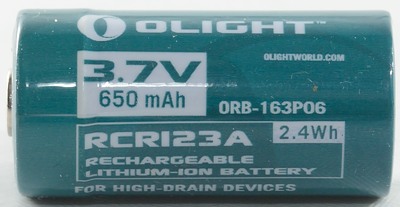 OLIGHT
OLIGHTWORLD.COM
3.7V
650 mAh
ORB-163P06
RCR123A
2.4Wh
RECHARGEABLE
LITHIUM-ION BATTERY
FOR HIGH-DRAIN DEVICES